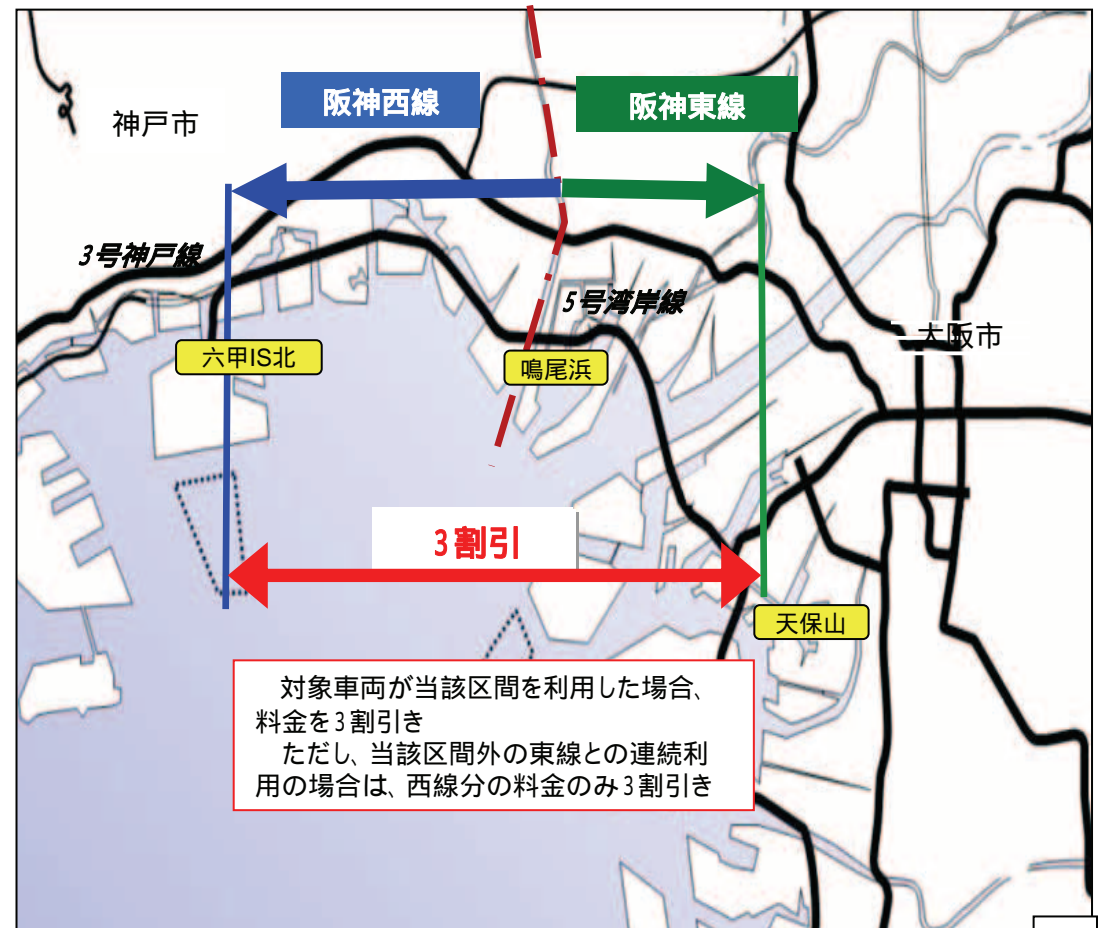 阪神西線
阪神東線
神戸市
3号神戸線
5号湾岸線
大阪市
六甲IS北
鳴尾浜
3割引
天保山
対象車両が当該区間を利用した場合、
料金を3割引き
ただし、当該区間外の東線との連続利
用の場合は、西線分の料金のみ3割引き